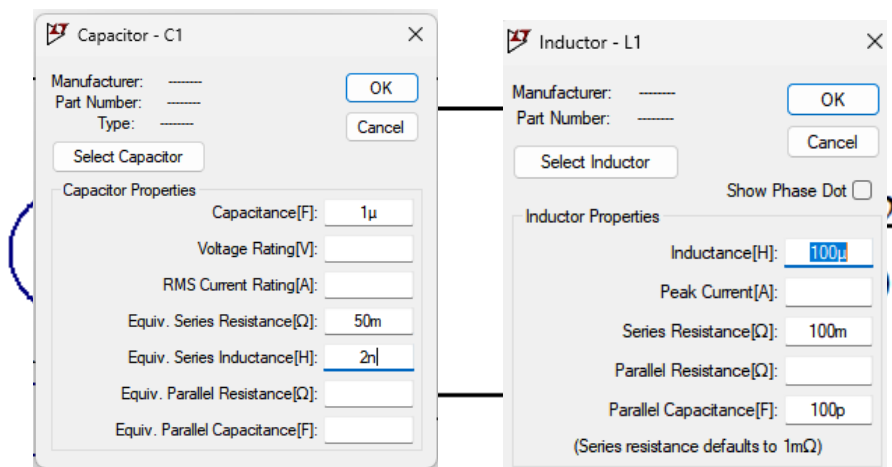 Capacitor - C1
Manufacturer: --------
Part Number: --------
Type: --------
OK
Cancel
Select Capacitor
Capacitor Properties
Capacitance[F]: 1µ
Voltage Rating[V]:
RMS Current Rating[A]:
Equiv. Series Resistance[Ω]: 50m
Equiv. Series Inductance[H]: 2n
Equiv. Parallel Resistance[Ω]:
Equiv. Parallel Capacitance[F]:
Inductor - L1
Manufacturer: --------
Part Number: --------
OK
Cancel
Select Inductor
Show Phase Dot
Inductor Properties
Inductance[H]: 100µ
Peak Current[A]:
Series Resistance[Ω]: 100m
Parallel Resistance[Ω]:
Parallel Capacitance[F]: 100p
(Series resistance defaults to 1mΩ)